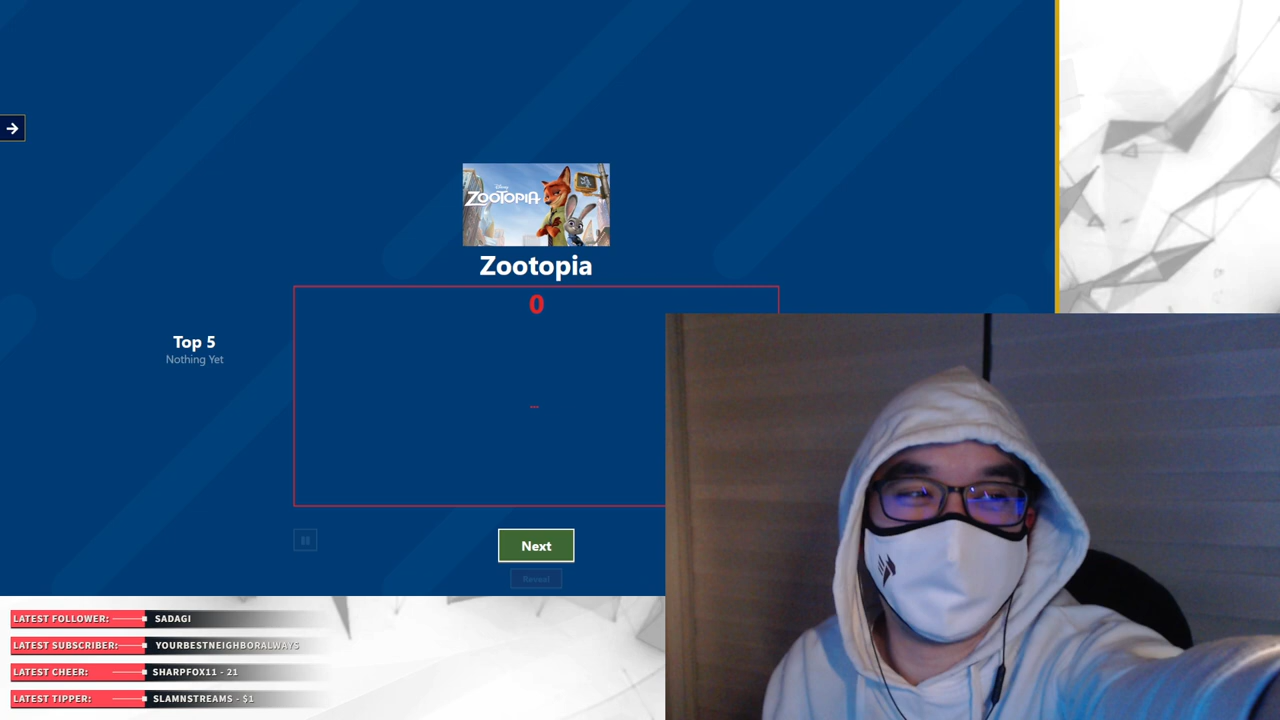 Disney
ZOOTOPIA
Zootopia
0
Top 5
Nothing Yet
...
Next
Reveal
LATEST FOLLOWER: SADAGI
LATEST SUBSCRIBER: YOURBESTNEIGHBORALWAYS
LATEST CHEER: SHARPFOX11 - 21
LATEST TIPPER: SLAMNSTREAMS - $1